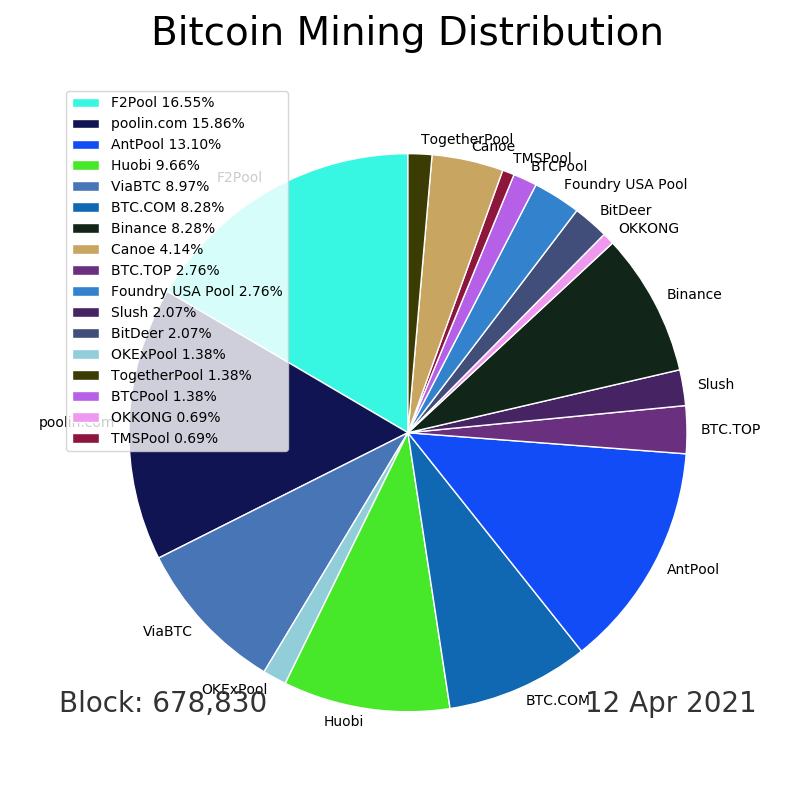 Bitcoin Mining Distribution
F2Pool 16.55%
poolin.com 15.86%
AntPool 13.10%
Huobi 9.66%
ViaBTC 8.97%
BTC.COM 8.28%
Binance 8.28%
Canoe 4.14%
BTC.TOP 2.76%
Foundry USA Pool 2.76%
Slush 2.07%
BitDeer 2.07%
OKExPool 1.38%
TogetherPool 1.38%
BTCPool 1.38%
OKKONG 0.69%
TMSPool 0.69%
TogetherPool
Canoe
TMSPool
BTCPool
Foundry USA Pool
BitDeer
OKKONG
Binance
Slush
BTC.TOP
AntPool
BTC.COM
Huobi
OKExPool
ViaBTC
poolin.com
F2Pool
Block: 678,830
12 Apr 2021